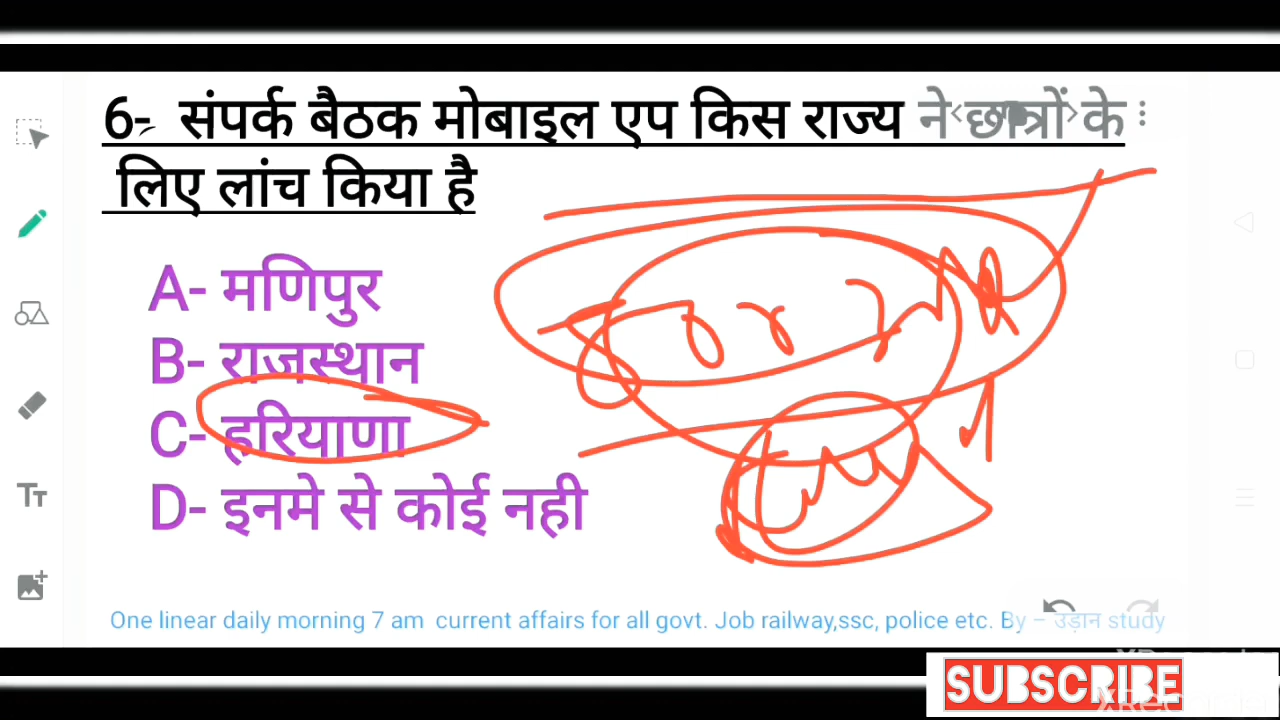 6- संपर्क बैठक मोबाइल एप किस राज्य ने छात्रों के
लिए लांच किया है
A- मणिपुर
B- राजस्थान
C- हरियाणा
D- इनमे से कोई नही
One linear daily morning 7 am current affairs for all govt. Job railway,ssc, police etc. By – उड़ान study
SUBSCRIBE